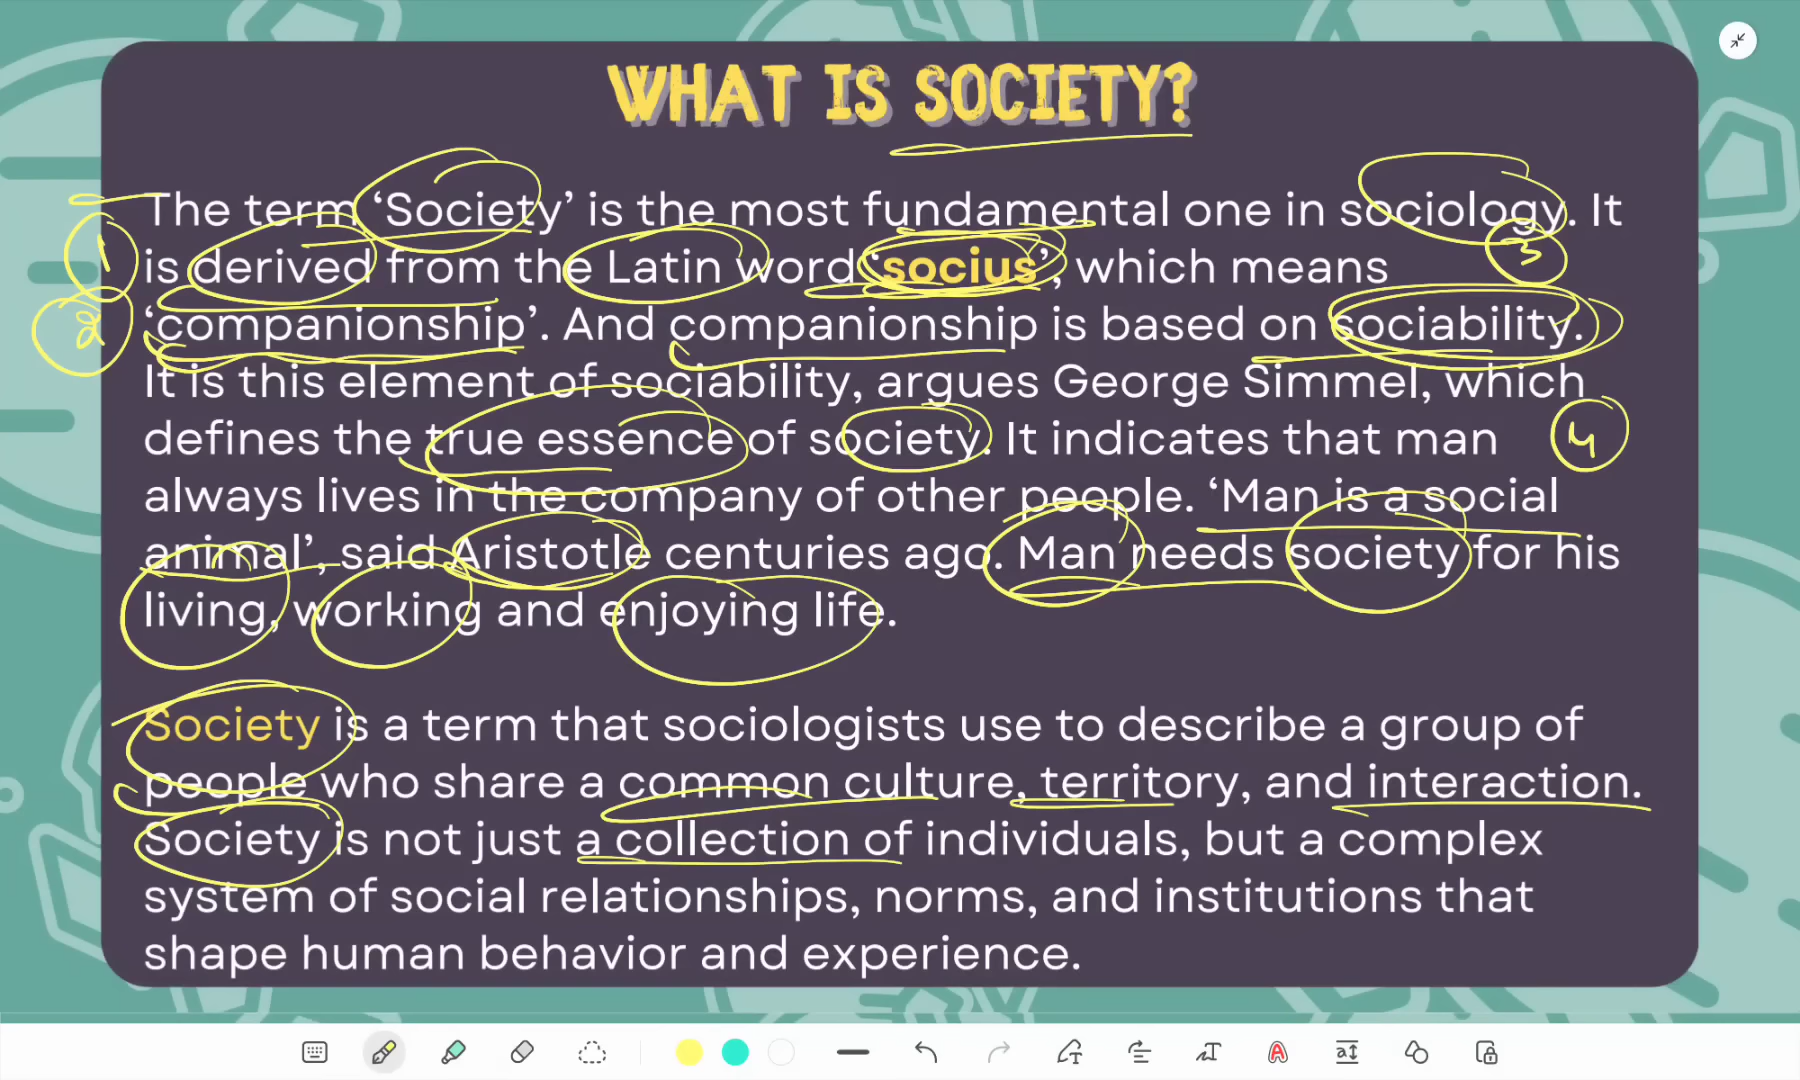 WHAT IS SOCIETY?
The term ‘Society’ is the most fundamental one in sociology. It
1
is derived from the Latin word ‘socius’, which means
3
2
‘companionship’. And companionship is based on sociability.
It is this element of sociability, argues George Simmel, which
defines the true essence of society. It indicates that man
4
always lives in the company of other people. ‘Man is a social
animal’, said Aristotle centuries ago. Man needs society for his
living, working and enjoying life.
Society is a term that sociologists use to describe a group of
people who share a common culture, territory, and interaction.
Society is not just a collection of individuals, but a complex
system of social relationships, norms, and institutions that
shape human behavior and experience.